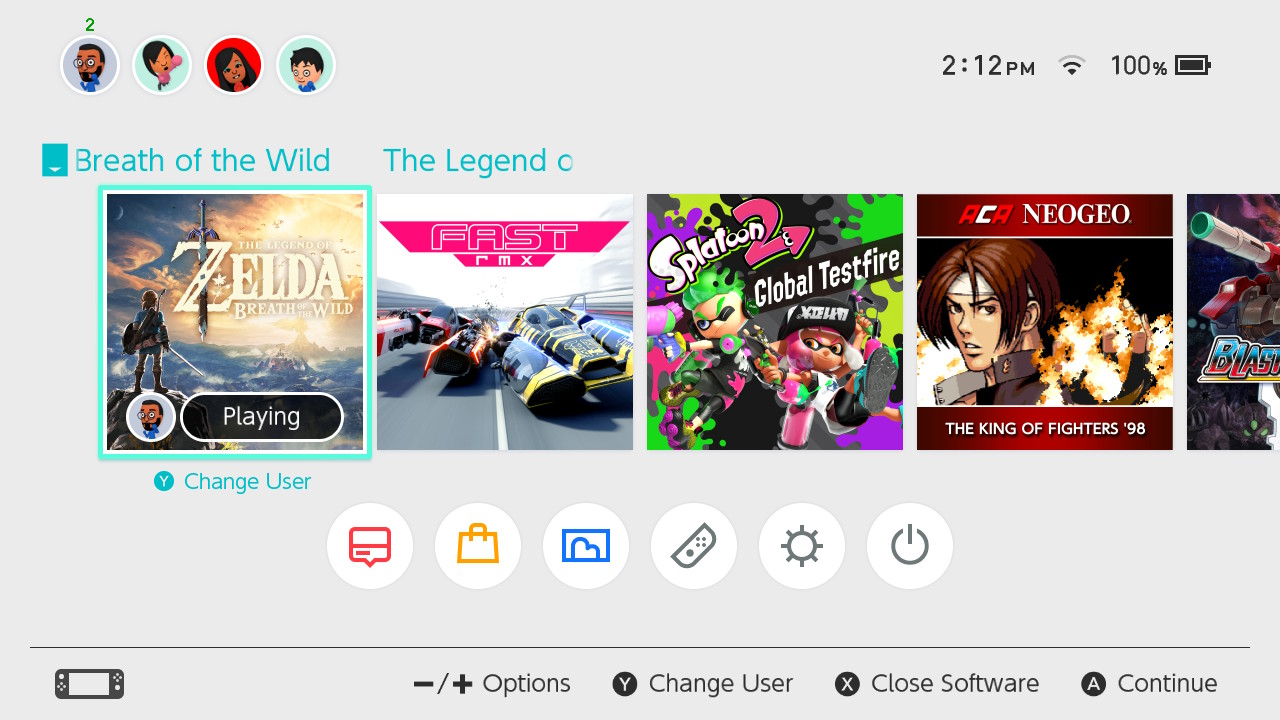 2
2:12PM 100%
Breath of the Wild The Legend o
THE LEGEND OF
ZELDA
BREATH OF THE WILD
Playing
FAST
rmx
Splatoon 2
Global Testfire
ACA NEOGEO
THE KING OF FIGHTERS '98
BLAST
Y Change User
−/+ Options Y Change User X Close Software A Continue